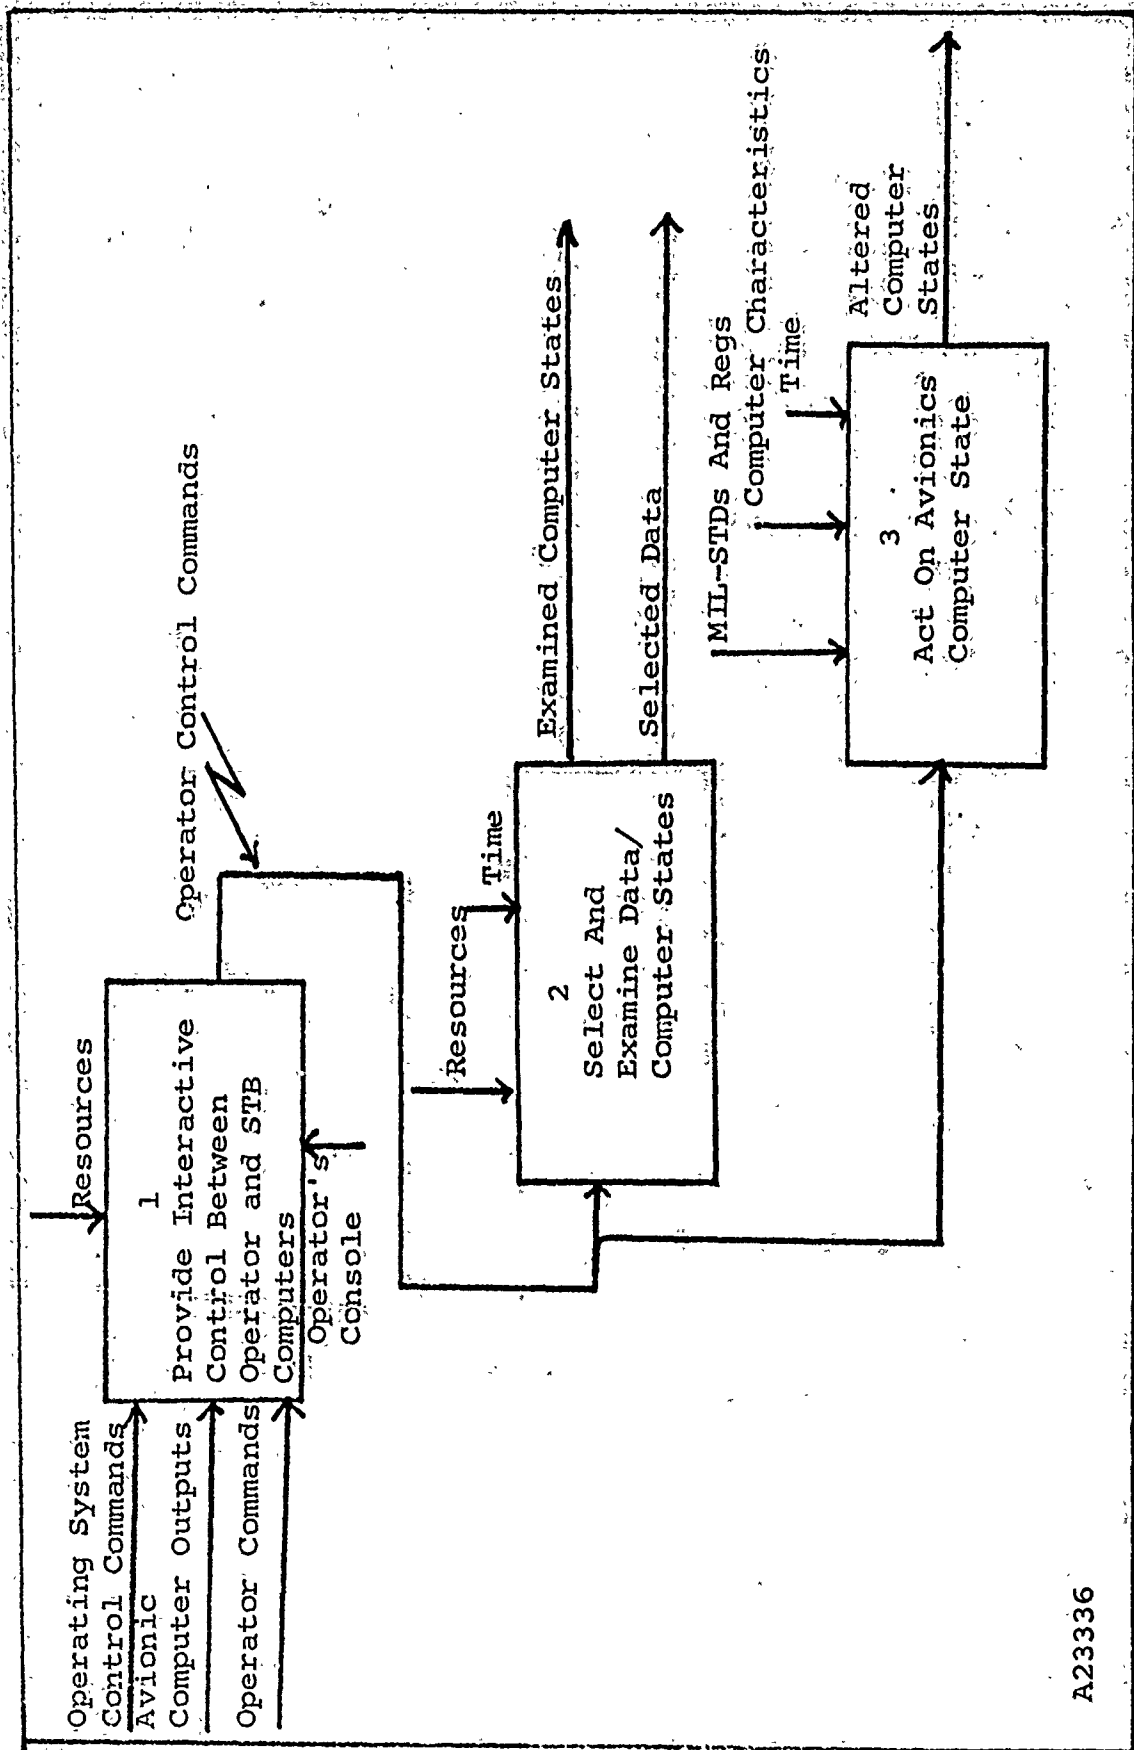 Operating System
Control Commands
Avionic
Computer Outputs
Operator Commands
Resources
1
Provide Interactive
Control Between
Operator and STB
Computers
Operator's
Console
Operator Control Commands
Resources
Time
2
Select And
Examine Data/
Computer States
Examined Computer States
Selected Data
MIL-STDs And Regs
Computer Characteristics
Time
3
Act On Avionics
Computer State
Altered
Computer
States
A23336